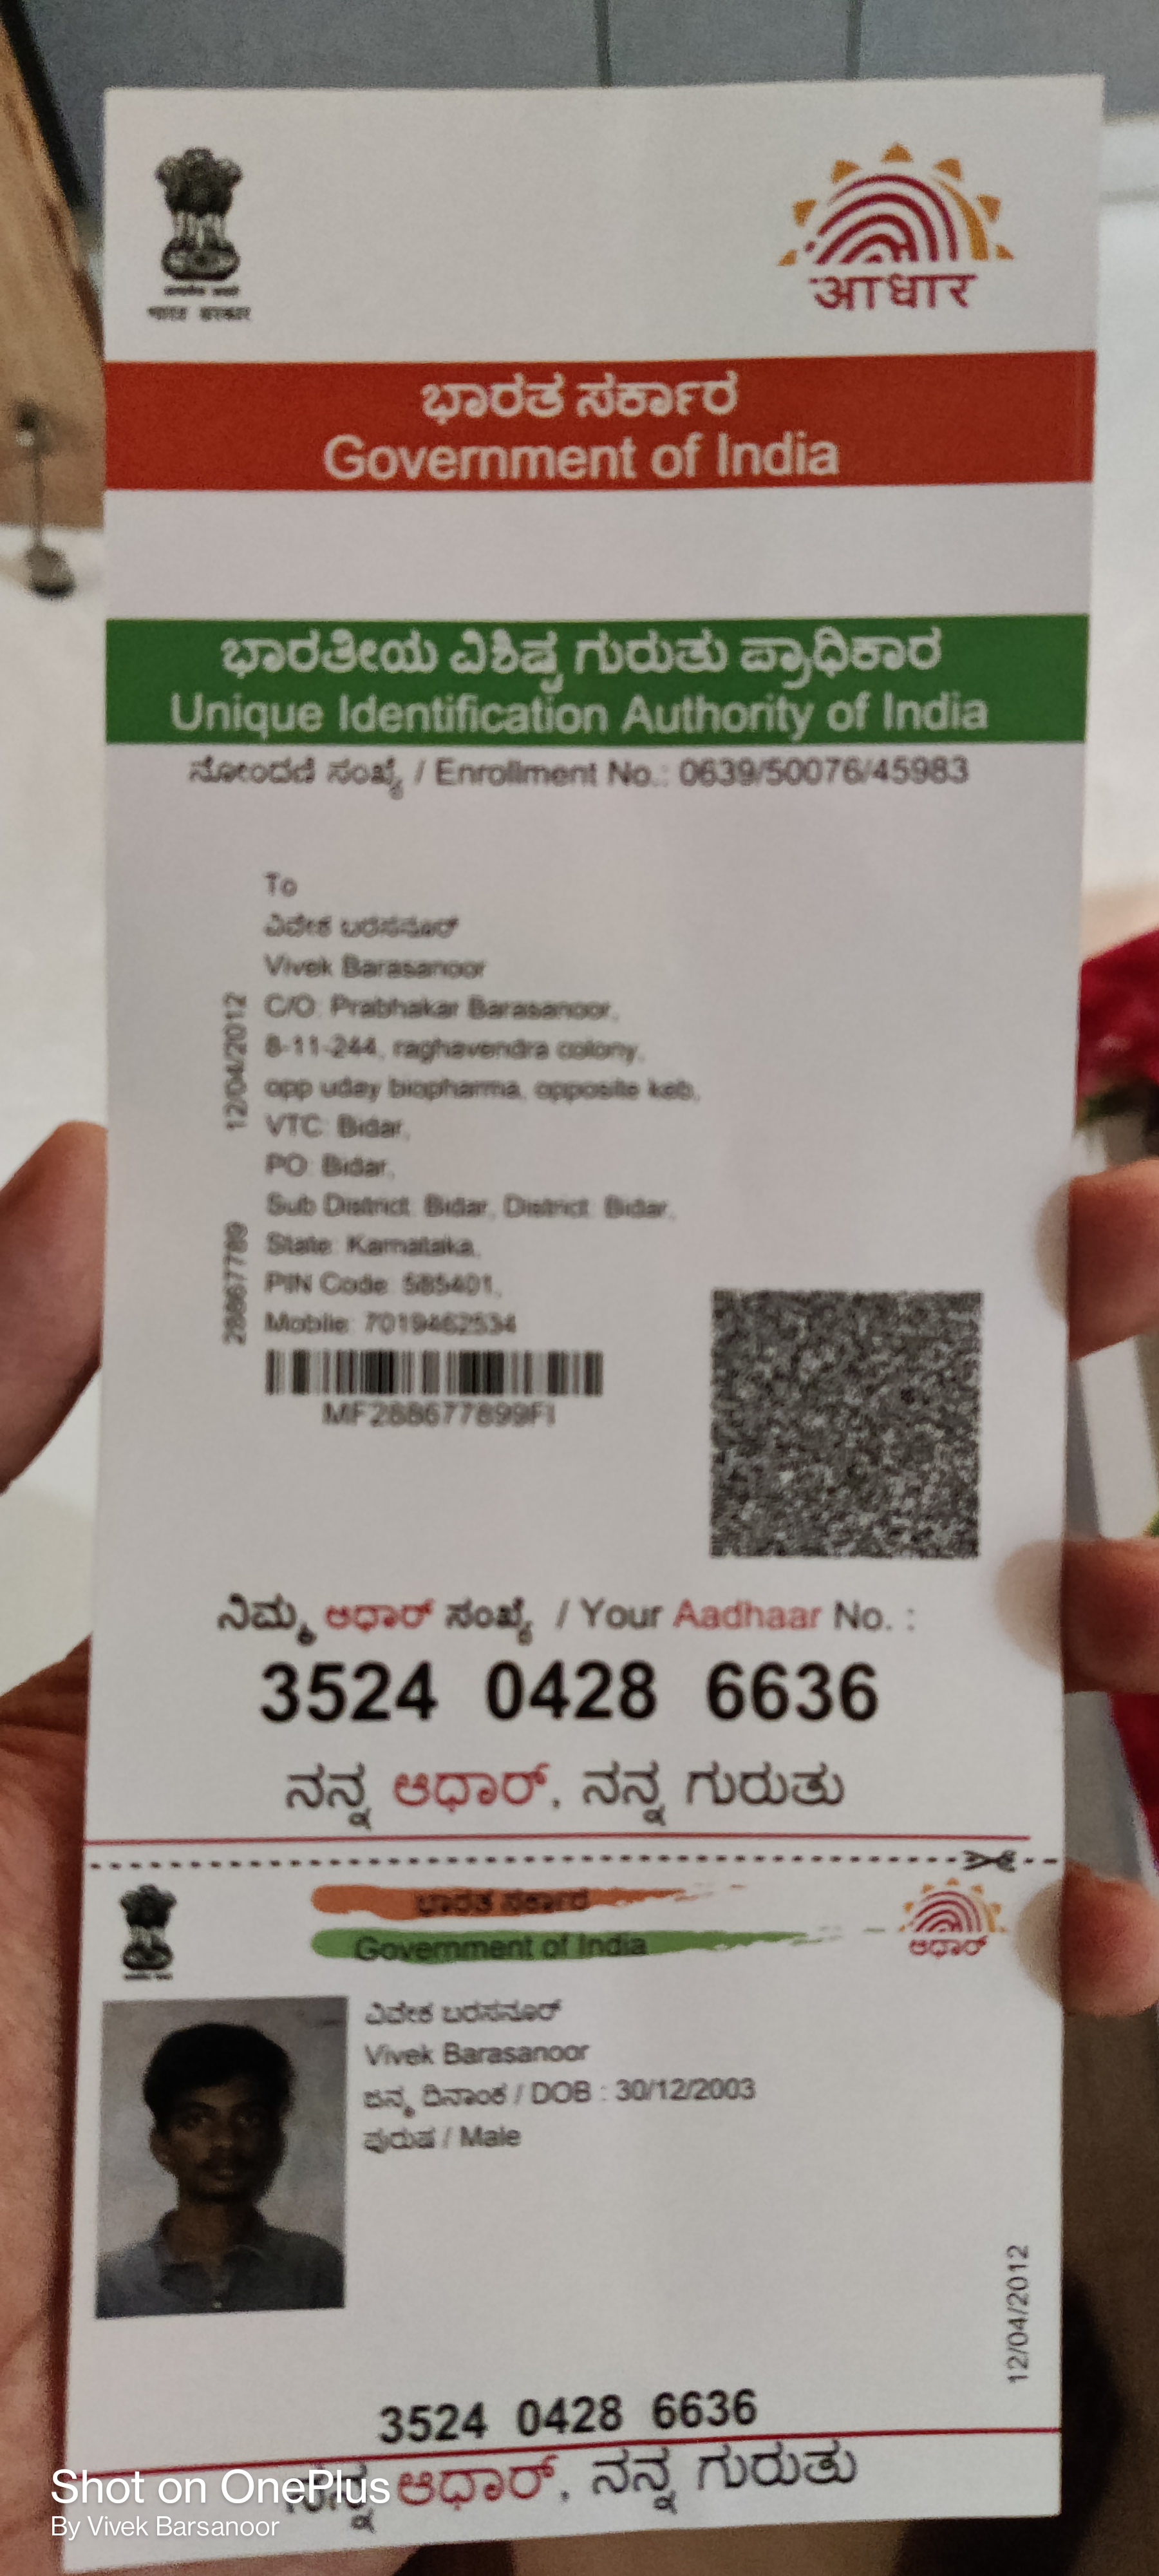 भारत सरकार
आधार
ಭಾರತ ಸರ್ಕಾರ
Government of India
ಭಾರತೀಯ ವಿಶಿಷ್ಟ ಗುರುತು ಪ್ರಾಧಿಕಾರ
Unique Identification Authority of India
ನೋಂದಣಿ ಸಂಖ್ಯೆ / Enrollment No.: 0639/50076/45983
To
ವಿವೇಕ ಬರಸನೂರ್
Vivek Barasanoor
C/O: Prabhakar Barasanoor,
8-11-244, raghavendra colony,
opp uday biopharma, opposite keb,
VTC: Bidar,
PO: Bidar,
Sub District: Bidar, District: Bidar,
State: Karnataka,
PIN Code: 585401,
Mobile: 7019462534
12/04/2012
28867789
MF288677899FI
ನಿಮ್ಮ ಆಧಾರ್ ಸಂಖ್ಯೆ / Your Aadhaar No. :
3524 0428 6636
ನನ್ನ ಆಧಾರ್, ನನ್ನ ಗುರುತು
ಭಾರತ ಸರ್ಕಾರ
Government of India
ಆಧಾರ್
ವಿವೇಕ ಬರಸನೂರ್
Vivek Barasanoor
ಜನ್ಮ ದಿನಾಂಕ / DOB : 30/12/2003
ಪುರುಷ / Male
12/04/2012
3524 0428 6636
ನನ್ನ ಆಧಾರ್, ನನ್ನ ಗುರುತು
Shot on OnePlus
By Vivek Barsanoor